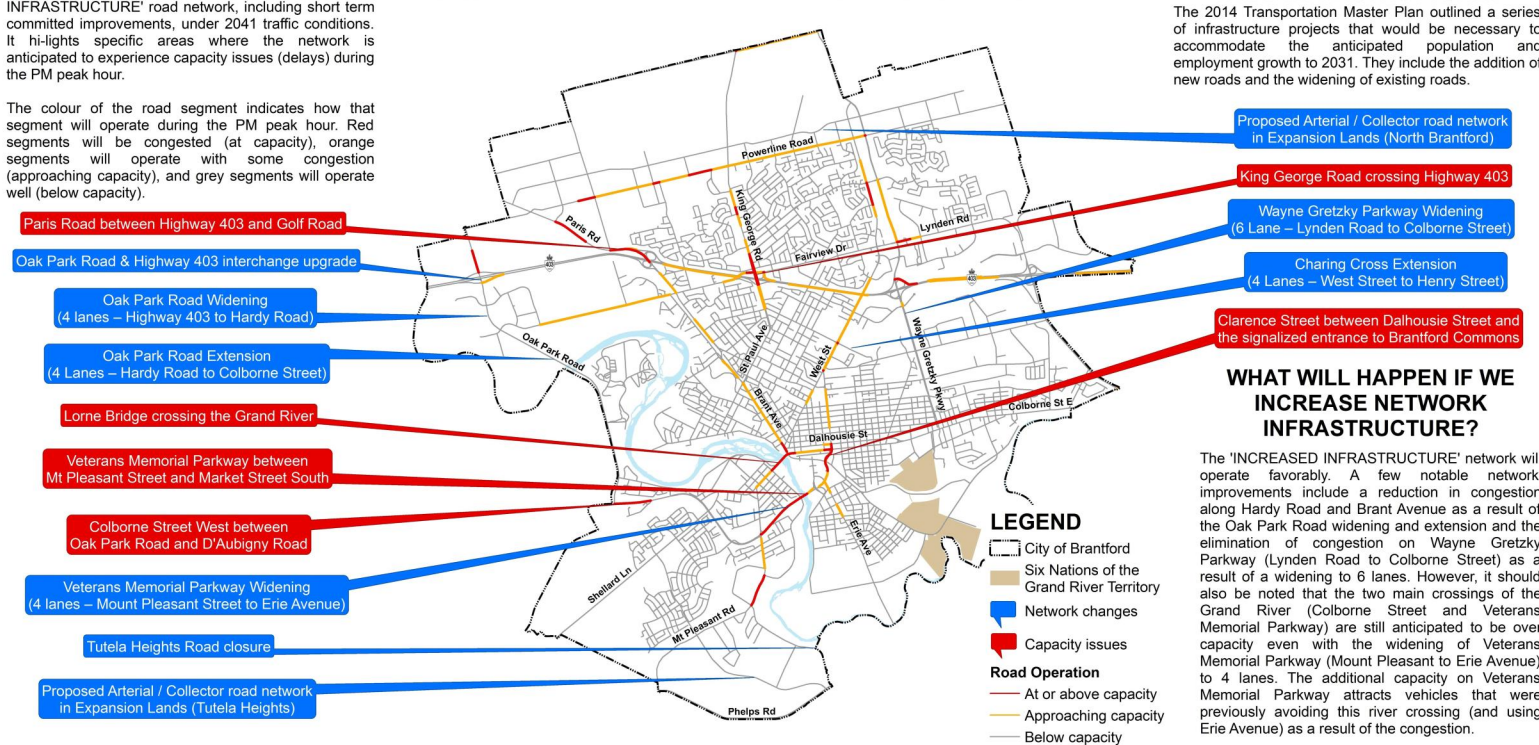 INFRASTRUCTURE' road network, including short term
committed improvements, under 2041 traffic conditions.
It hi-lights specific areas where the network is
anticipated to experience capacity issues (delays) during
the PM peak hour.
The colour of the road segment indicates how that
segment will operate during the PM peak hour. Red
segments will be congested (at capacity), orange
segments will operate with some congestion
(approaching capacity), and grey segments will operate
well (below capacity).
Paris Road between Highway 403 and Golf Road
Oak Park Road & Highway 403 interchange upgrade
Oak Park Road Widening
(4 lanes – Highway 403 to Hardy Road)
Oak Park Road Extension
(4 Lanes – Hardy Road to Colborne Street)
Lorne Bridge crossing the Grand River
Veterans Memorial Parkway between
Mt Pleasant Street and Market Street South
Colborne Street West between
Oak Park Road and D'Aubigny Road
Veterans Memorial Parkway Widening
(4 lanes – Mount Pleasant Street to Erie Avenue)
Tutela Heights Road closure
Proposed Arterial / Collector road network
in Expansion Lands (Tutela Heights)
Powerline Road
Paris Rd
King George Rd
Lynden Rd
Fairview Dr
403
403
Oak Park Road
St Paul Ave
West St
Wayne Gretzky Pkwy
Brant Ave
Colborne St E
Dalhousie St
Erie Ave
Shellard Ln
Mt Pleasant Rd
Phelps Rd
LEGEND
City of Brantford
Six Nations of the
Grand River Territory
Network changes
Capacity issues
Road Operation
At or above capacity
Approaching capacity
Below capacity
The 2014 Transportation Master Plan outlined a series
of infrastructure projects that would be necessary to
accommodate the anticipated population and
employment growth to 2031. They include the addition of
new roads and the widening of existing roads.
Proposed Arterial / Collector road network
in Expansion Lands (North Brantford)
King George Road crossing Highway 403
Wayne Gretzky Parkway Widening
(6 Lane – Lynden Road to Colborne Street)
Charing Cross Extension
(4 Lanes – West Street to Henry Street)
Clarence Street between Dalhousie Street and
the signalized entrance to Brantford Commons
WHAT WILL HAPPEN IF WE
INCREASE NETWORK
INFRASTRUCTURE?
The 'INCREASED INFRASTRUCTURE' network will
operate favorably. A few notable network
improvements include a reduction in congestion
along Hardy Road and Brant Avenue as a result of
the Oak Park Road widening and extension and the
elimination of congestion on Wayne Gretzky
Parkway (Lynden Road to Colborne Street) as a
result of a widening to 6 lanes. However, it should
also be noted that the two main crossings of the
Grand River (Colborne Street and Veterans
Memorial Parkway) are still anticipated to be over
capacity even with the widening of Veterans
Memorial Parkway (Mount Pleasant to Erie Avenue)
to 4 lanes. The additional capacity on Veterans
Memorial Parkway attracts vehicles that were
previously avoiding this river crossing (and using
Erie Avenue) as a result of the congestion.